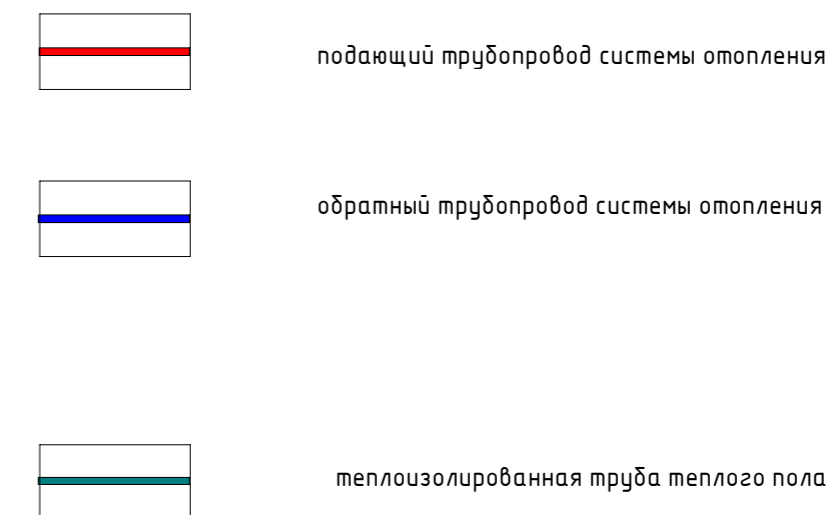 подающий трубопровод системы отопления
обратный трубопровод системы отопления
теплоизолированная труба теплого пола